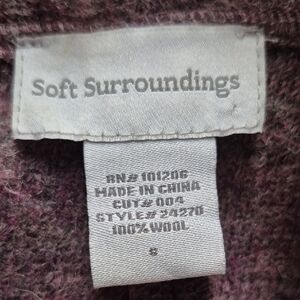 Soft Surroundings
RN# 101206
MADE IN CHINA
CUT# 004
STYLE# 24270
100% WOOL